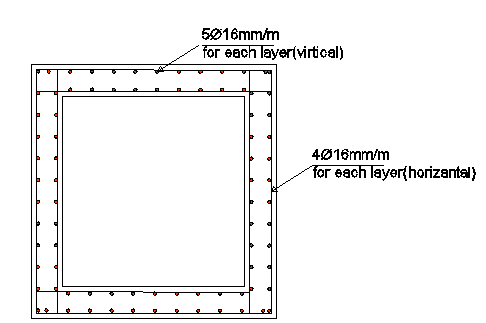 5Ø16mm/m
for each layer(virtical)
4Ø16mm/m
for each layer(horizantal)